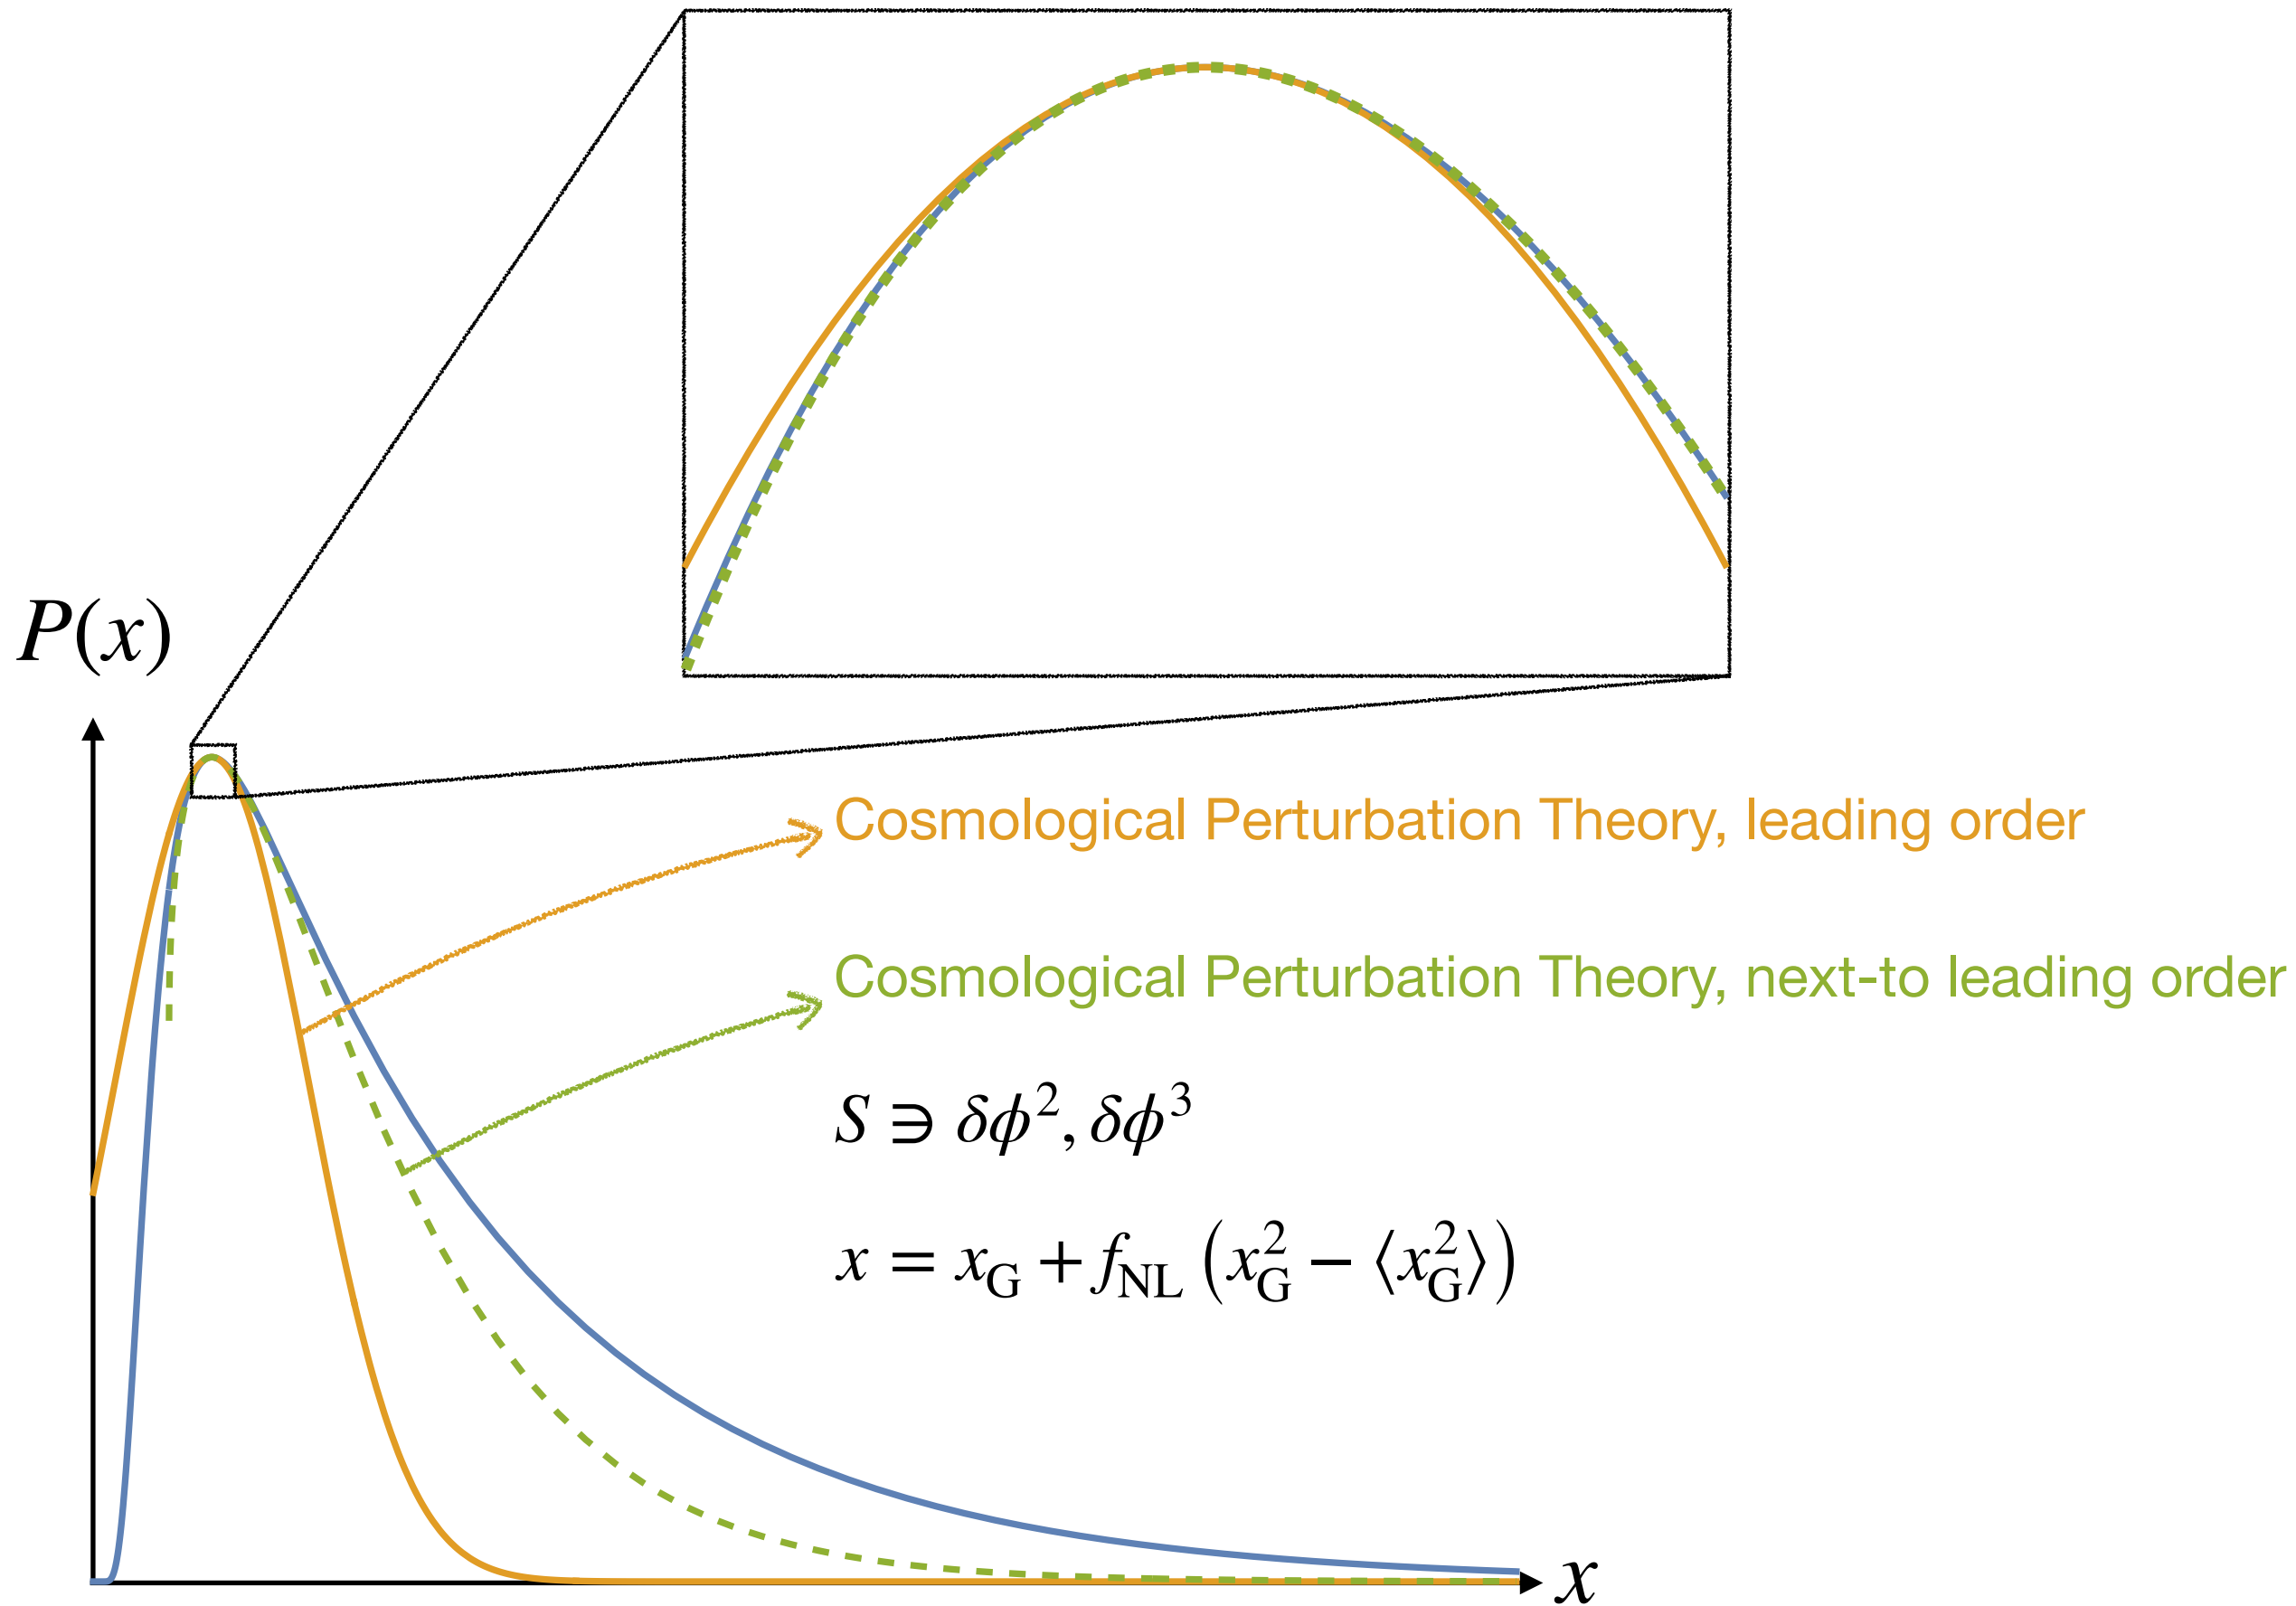 P(x)
Cosmological Perturbation Theory, leading order
Cosmological Perturbation Theory, next-to leading order
S ∋ δϕ², δϕ³
x = x_G + f_NL (x_G² − ⟨x_G²⟩)
x